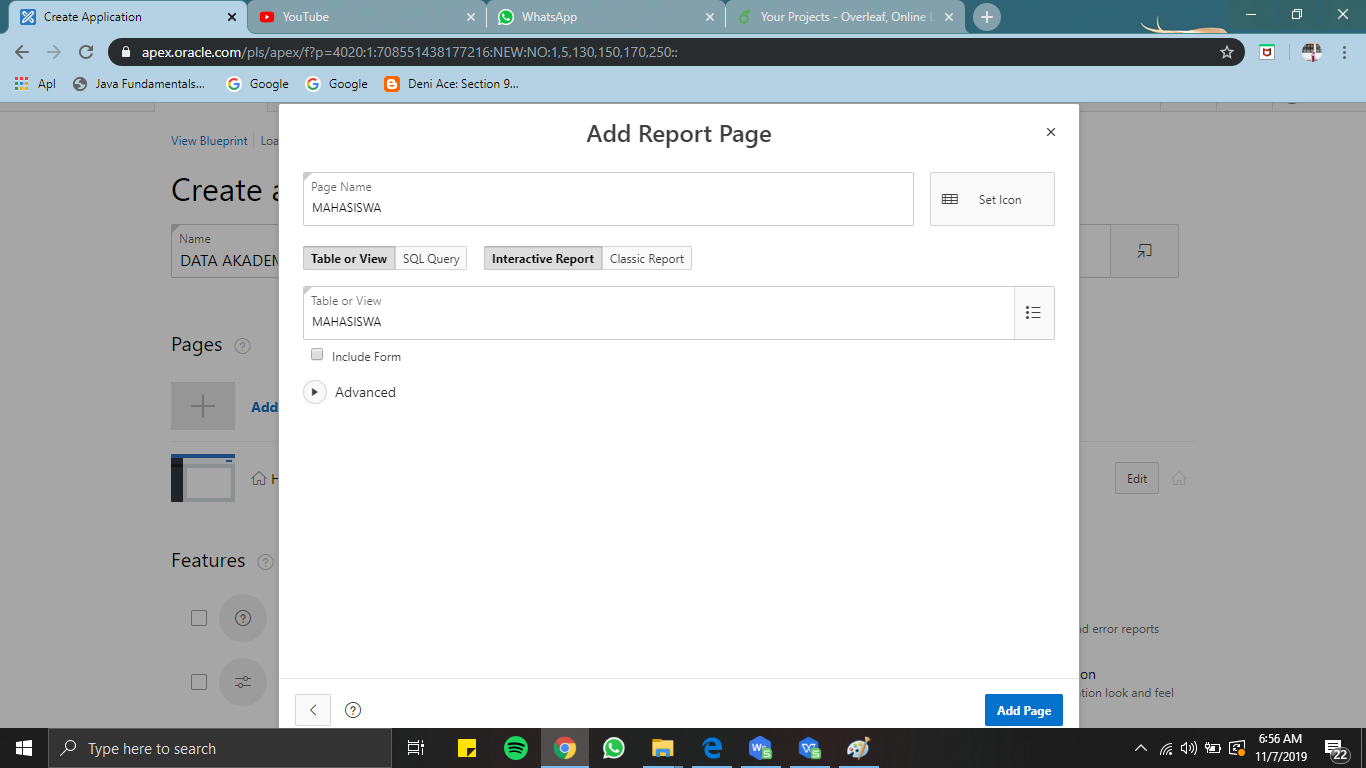 Create Application
YouTube
WhatsApp
Your Projects - Overleaf, Online
apex.oracle.com/pls/apex/f?p=4020:1:708551438177216:NEW:NO:1,5,130,150,170,250::
Apl
Java Fundamentals...
Google
Google
Deni Ace: Section 9...
View Blueprint
Loa
Add Report Page
Create a
Page Name
MAHASISWA
Set Icon
Name
DATA AKADEM
Table or View
SQL Query
Interactive Report
Classic Report
Table or View
MAHASISWA
Pages
Include Form
Advanced
Add
H
Edit
Features
nd error reports
on
ation look and feel
Add Page
Type here to search
6:56 AM
11/7/2019
22